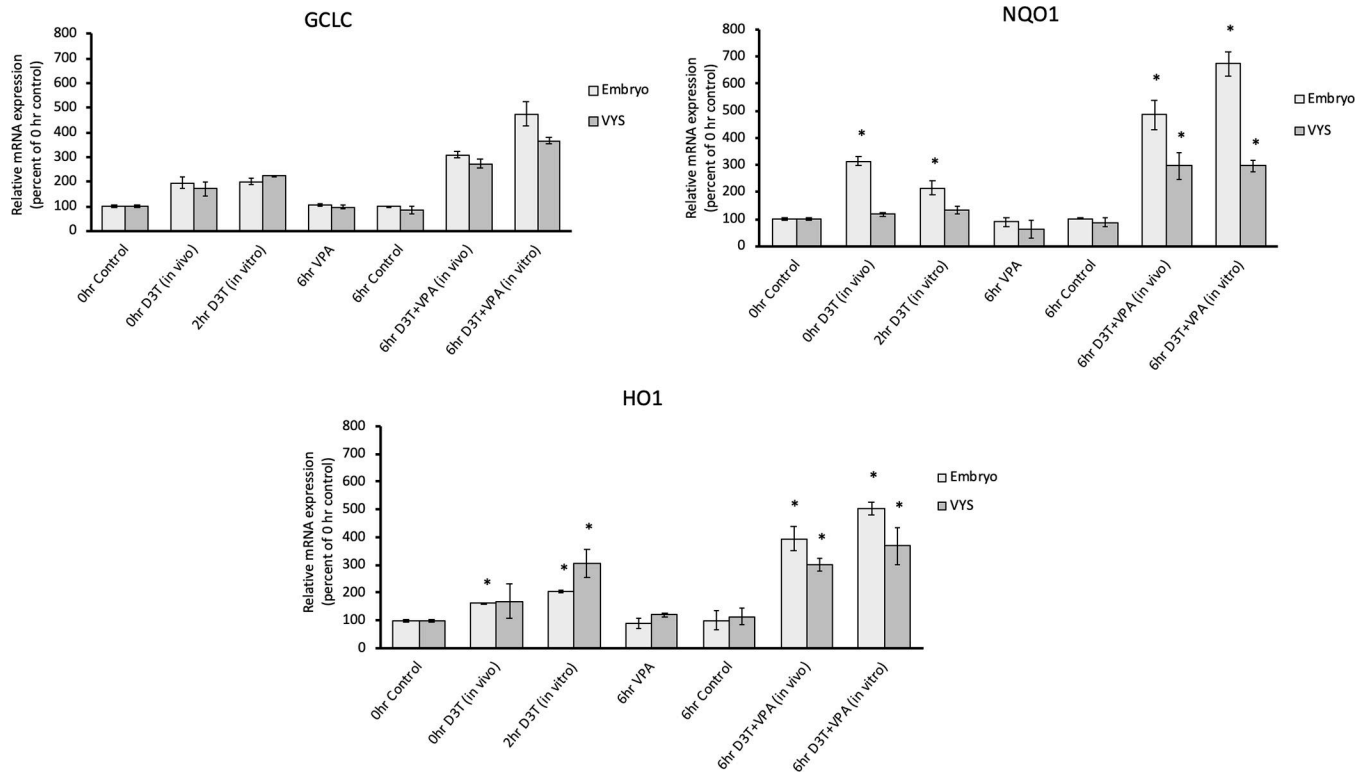 GCLC
Relative mRNA expression
(percent of 0 hr control)
800
700
600
500
400
300
200
100
0
Embryo
VYS
0hr Control
0hr D3T (in vivo)
2hr D3T (in vitro)
6hr VPA
6hr Control
6hr D3T+VPA (in vivo)
6hr D3T+VPA (in vitro)
NQO1
Relative mRNA expression
(percent of 0 hr control)
800
700
600
500
400
300
200
100
0
*
*
*
*
*
*
Embryo
VYS
0hr Control
0hr D3T (in vivo)
2hr D3T (in vitro)
6hr VPA
6hr Control
6hr D3T+VPA (in vivo)
6hr D3T+VPA (in vitro)
HO1
Relative mRNA expression
(percent of 0 hr control)
800
700
600
500
400
300
200
100
0
*
*
*
*
*
*
*
Embryo
VYS
0hr Control
0hr D3T (in vivo)
2hr D3T (in vitro)
6hr VPA
6hr Control
6hr D3T+VPA (in vivo)
6hr D3T+VPA (in vitro)